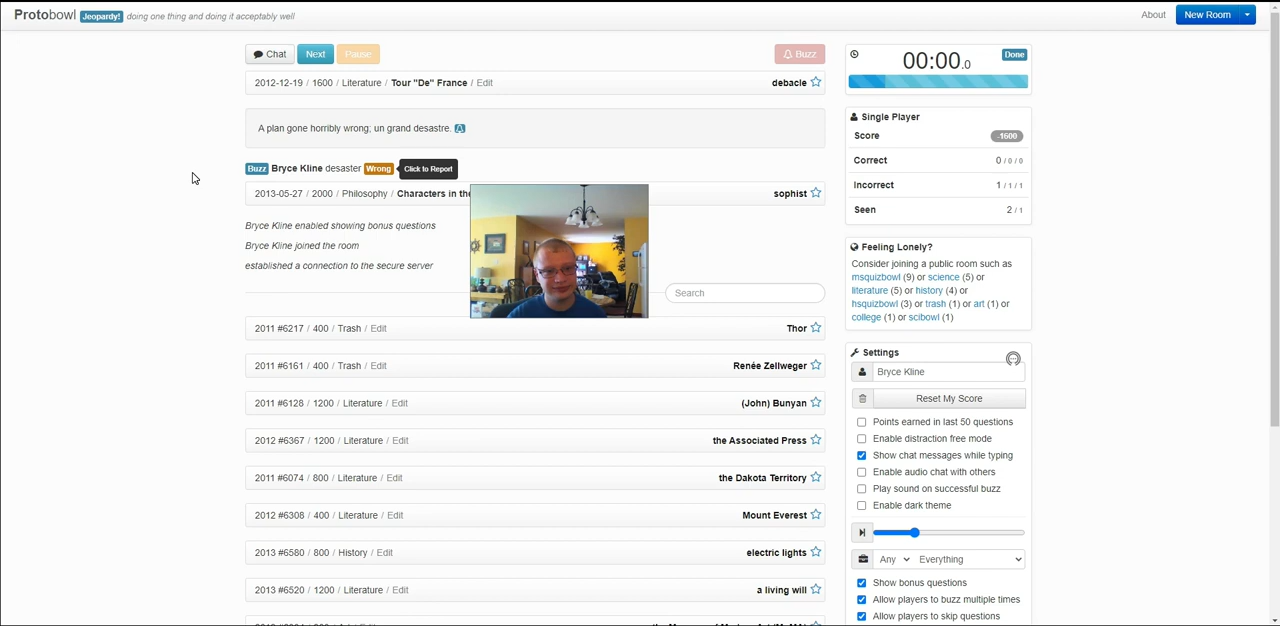 Protobowl Jeopardy! doing one thing and doing it acceptably well
About New Room
Chat Next Pause Buzz
2012-12-19 / 1600 / Literature / Tour "De" France / Edit debacle
A plan gone horribly wrong; un grand desastre.
Buzz Bryce Kline desaster Wrong Click to Report
2013-05-27 / 2000 / Philosophy / Characters in the sophist
Bryce Kline enabled showing bonus questions
Bryce Kline joined the room
established a connection to the secure server
Search
2011 #6217 / 400 / Trash / Edit Thor
2011 #6161 / 400 / Trash / Edit Renée Zellweger
2011 #6128 / 1200 / Literature / Edit (John) Bunyan
2012 #6367 / 1200 / Literature / Edit the Associated Press
2011 #6074 / 800 / Literature / Edit the Dakota Territory
2012 #6308 / 400 / Literature / Edit Mount Everest
2013 #6580 / 800 / History / Edit electric lights
2013 #6520 / 1200 / Literature / Edit a living will
00:00.0 Done
Single Player
Score -1600
Correct 0 / 0 / 0
Incorrect 1 / 1 / 1
Seen 2 / 1
Feeling Lonely?
Consider joining a public room such as
msquizbowl (9) or science (5) or
literature (5) or history (4) or
hsquizbowl (3) or trash (1) or art (1) or
college (1) or scibowl (1)
Settings
Bryce Kline
Reset My Score
Points earned in last 50 questions
Enable distraction free mode
Show chat messages while typing
Enable audio chat with others
Play sound on successful buzz
Enable dark theme
Any Everything
Show bonus questions
Allow players to buzz multiple times
Allow players to skip questions